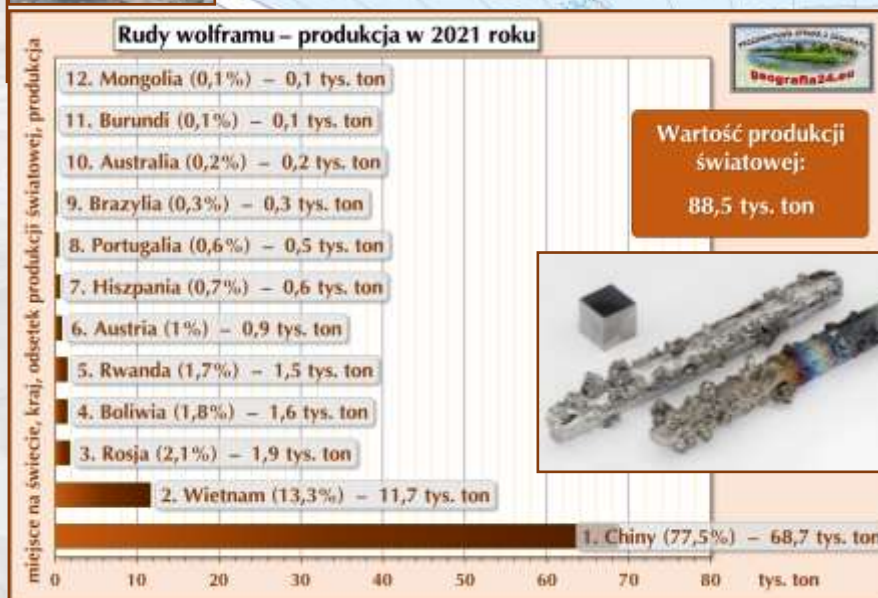 Rudy wolframu – produkcja w 2021 roku
miejsce na świecie, kraj, odsetek produkcji światowej, produkcja
12. Mongolia (0,1%) – 0,1 tys. ton
11. Burundi (0,1%) – 0,1 tys. ton
10. Australia (0,2%) – 0,2 tys. ton
9. Brazylia (0,3%) – 0,3 tys. ton
8. Portugalia (0,6%) – 0,5 tys. ton
7. Hiszpania (0,7%) – 0,6 tys. ton
6. Austria (1%) – 0,9 tys. ton
5. Rwanda (1,7%) – 1,5 tys. ton
4. Boliwia (1,8%) – 1,6 tys. ton
3. Rosja (2,1%) – 1,9 tys. ton
2. Wietnam (13,3%) – 11,7 tys. ton
1. Chiny (77,5%) – 68,7 tys. ton
0 10 20 30 40 50 60 70 80 tys. ton
geografia24.eu
Wartość produkcji
światowej:
88,5 tys. ton